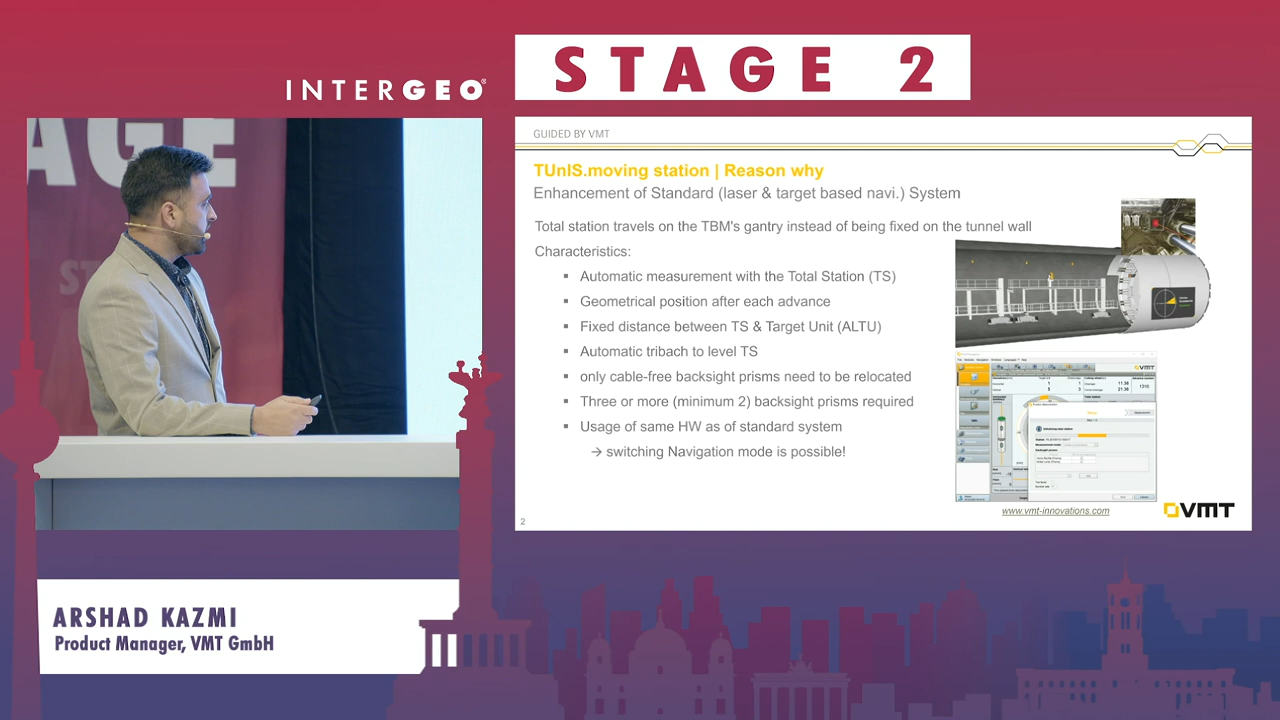 INTERGEO®
STAGE 2
AGE
ST
GUIDED BY VMT
TUnIS.moving station | Reason why
Enhancement of Standard (laser & target based navi.) System
Total station travels on the TBM's gantry instead of being fixed on the tunnel wall
Characteristics:
▪ Automatic measurement with the Total Station (TS)
▪ Geometrical position after each advance
▪ Fixed distance between TS & Target Unit (ALTU)
▪ Automatic tribach to level TS
▪ only cable-free backsight prisms need to be relocated
▪ Three or more (minimum 2) backsight prisms required
▪ Usage of same HW as of standard system
→ switching Navigation mode is possible!
VMT
www.vmt-innovations.com
VMT
2
ARSHAD KAZMI
Product Manager, VMT GmbH